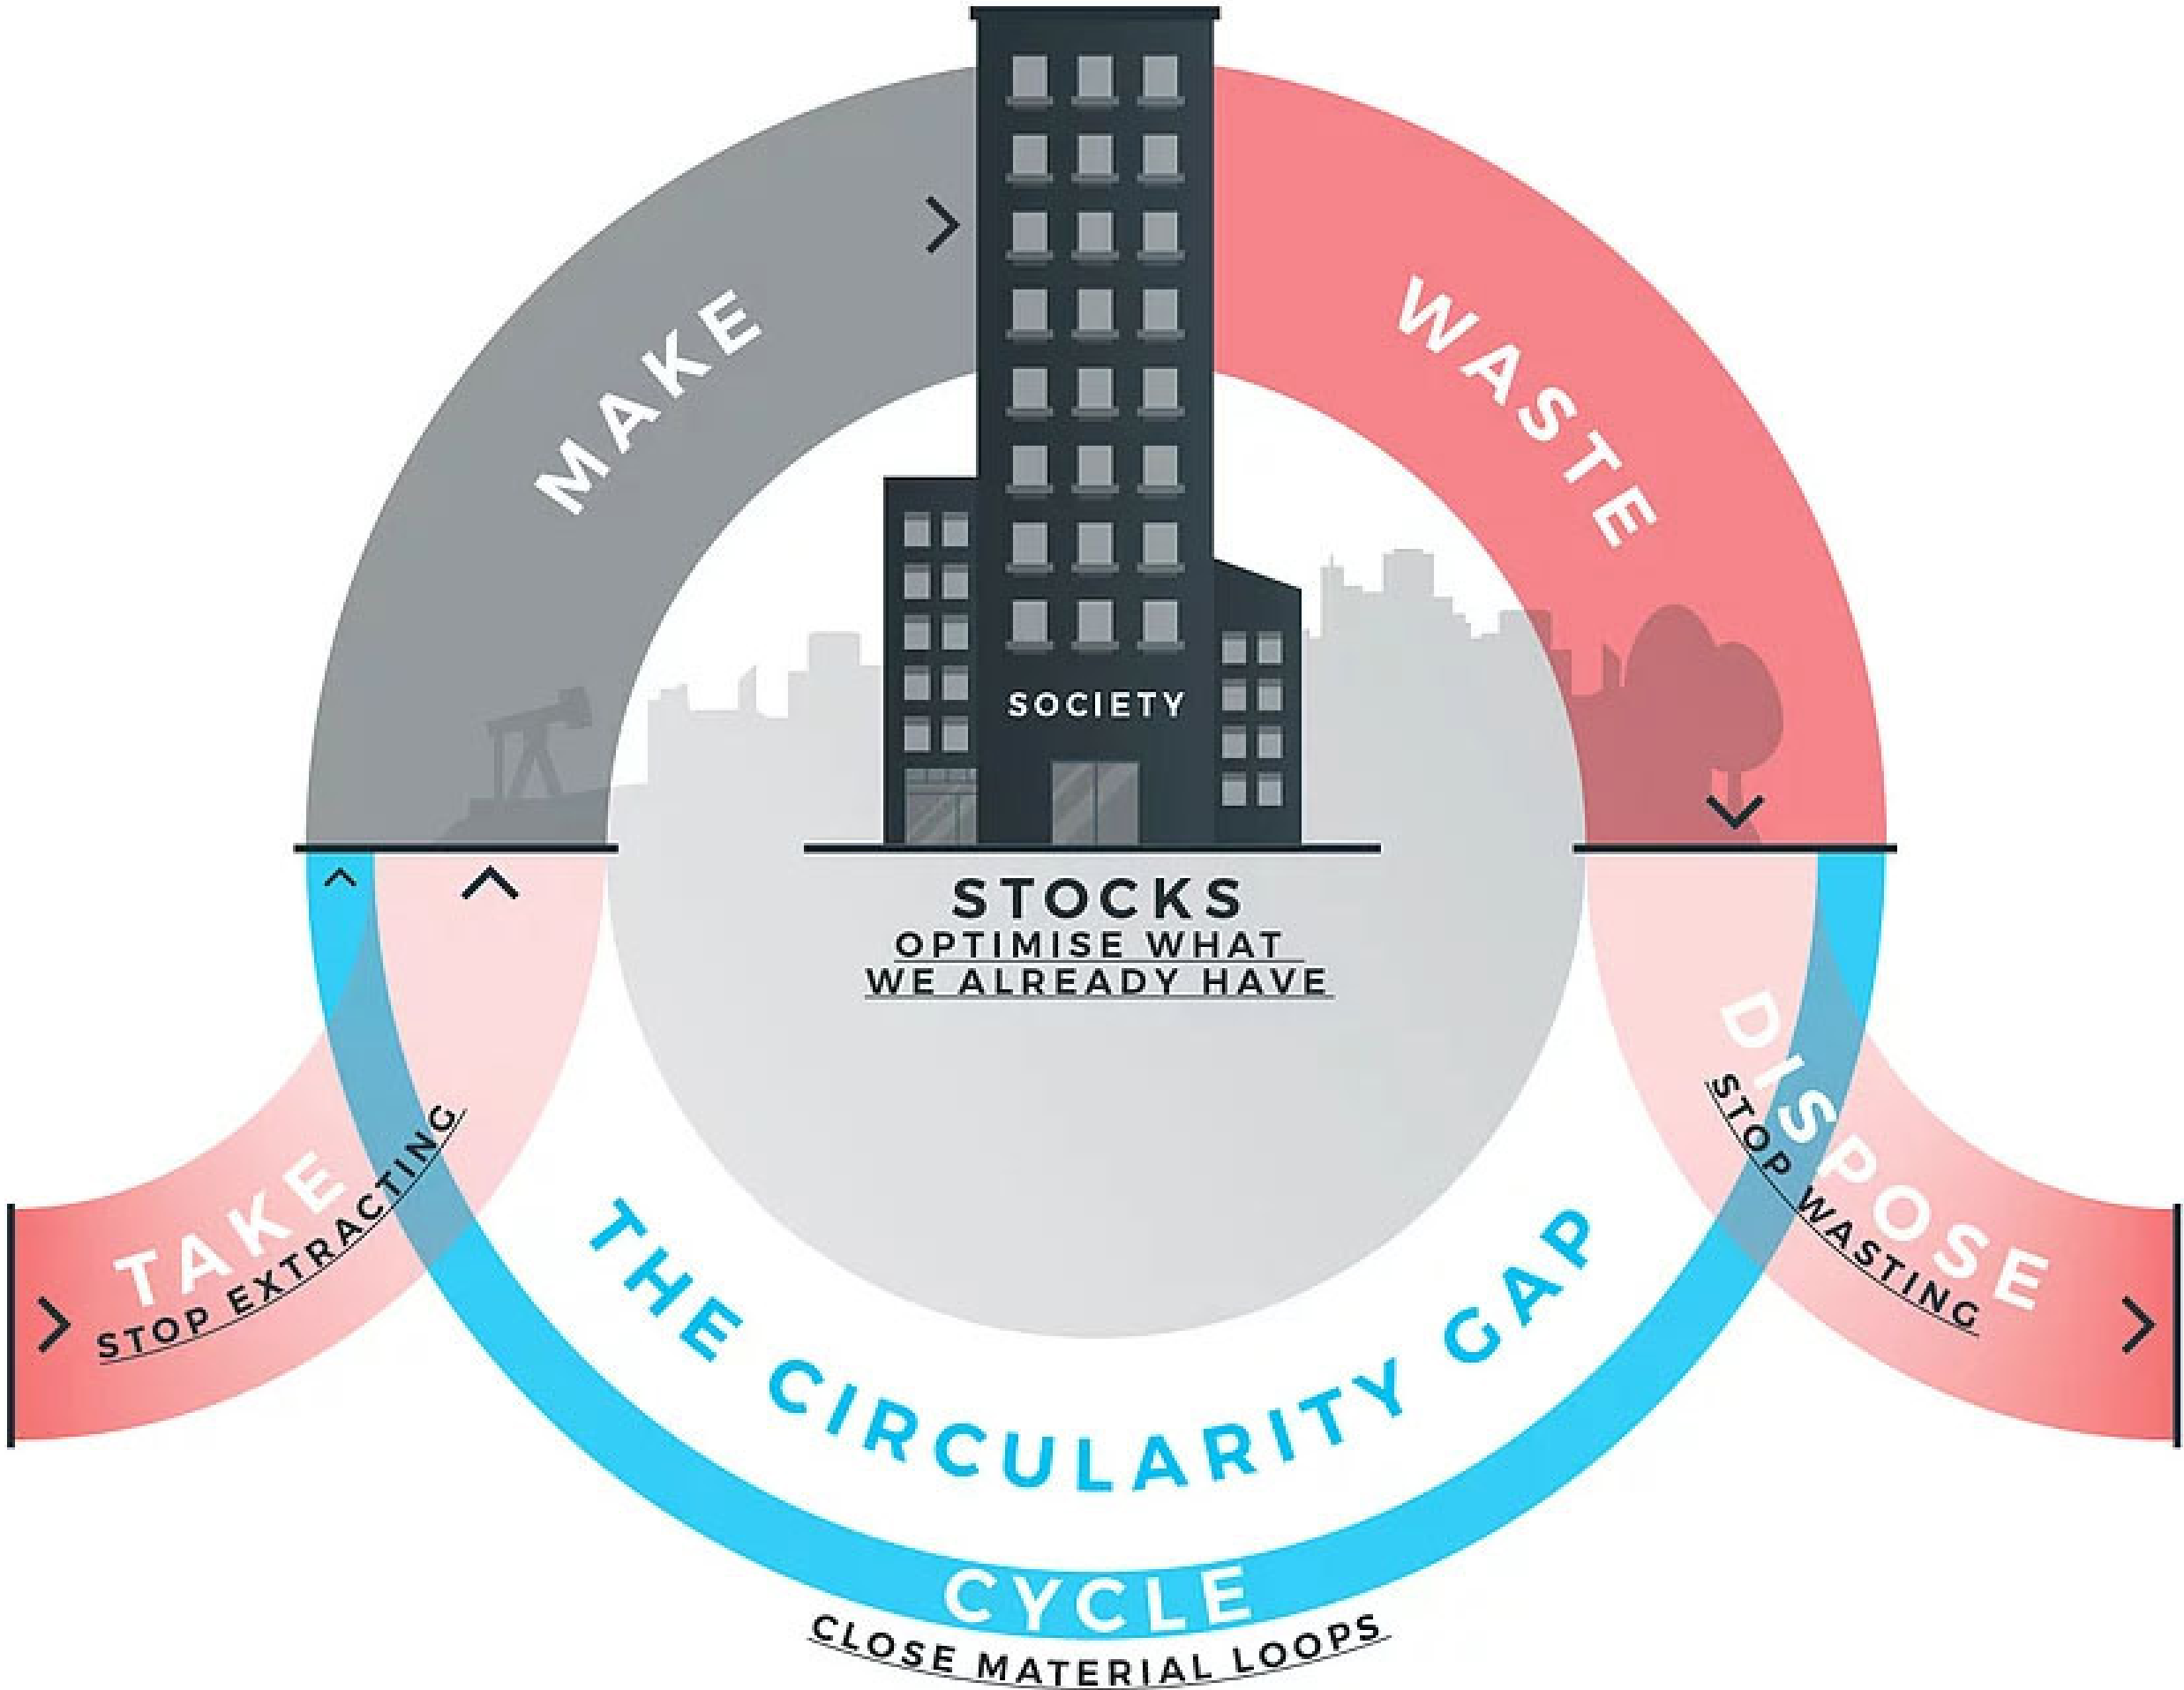 MAKE
WASTE
SOCIETY
STOCKS
OPTIMISE WHAT
WE ALREADY HAVE
TAKE
STOP EXTRACTING
DISPOSE
STOP WASTING
THE CIRCULARITY GAP
CYCLE
CLOSE MATERIAL LOOPS